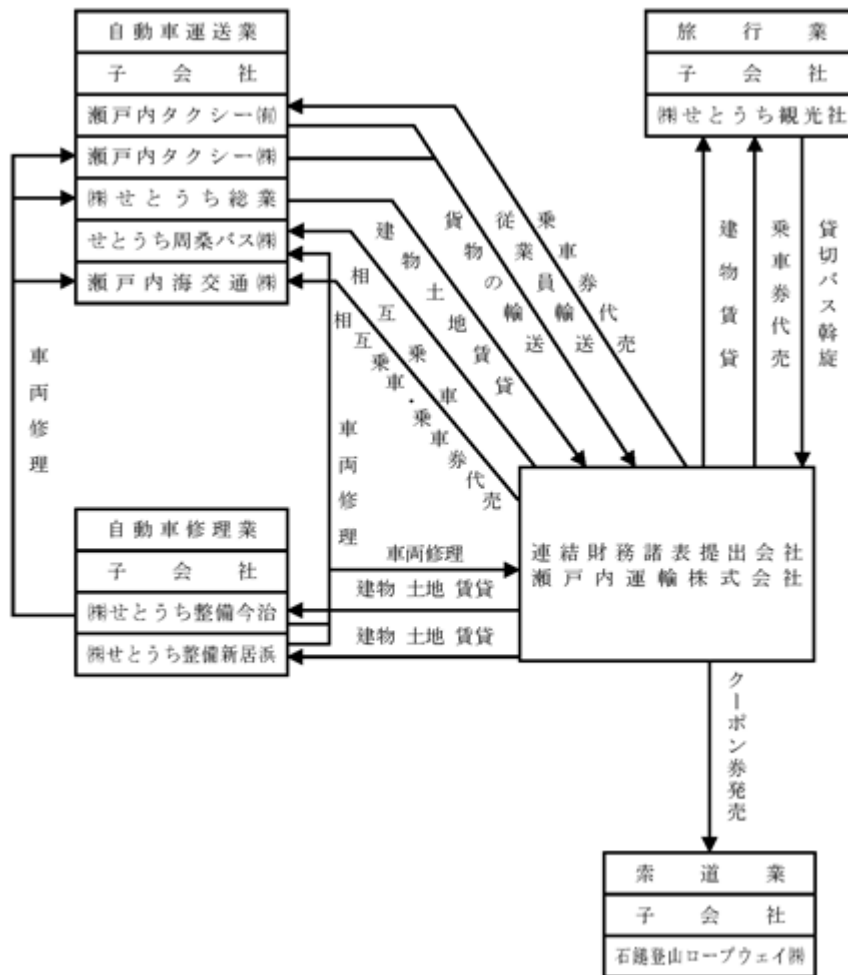 自動車運送業
子会社
瀬戸内タクシー㈲
瀬戸内タクシー㈱
㈱せとうち総業
せとうち周桑バス㈱
瀬戸内海交通㈱
旅行業
子会社
㈱せとうち観光社
乗車券代売
従業員輸送
貨物の輸送
建物土地賃貸
相互乗車
相互乗車・乗車券代売
建物賃貸
乗車券代売
貸切バス斡旋
車両修理
車両修理
自動車修理業
子会社
㈱せとうち整備今治
㈱せとうち整備新居浜
車両修理
建物 土地 賃貸
建物 土地 賃貸
連結財務諸表提出会社
瀬戸内運輸株式会社
クーポン券発売
索道業
子会社
石鎚登山ロープウェイ㈱